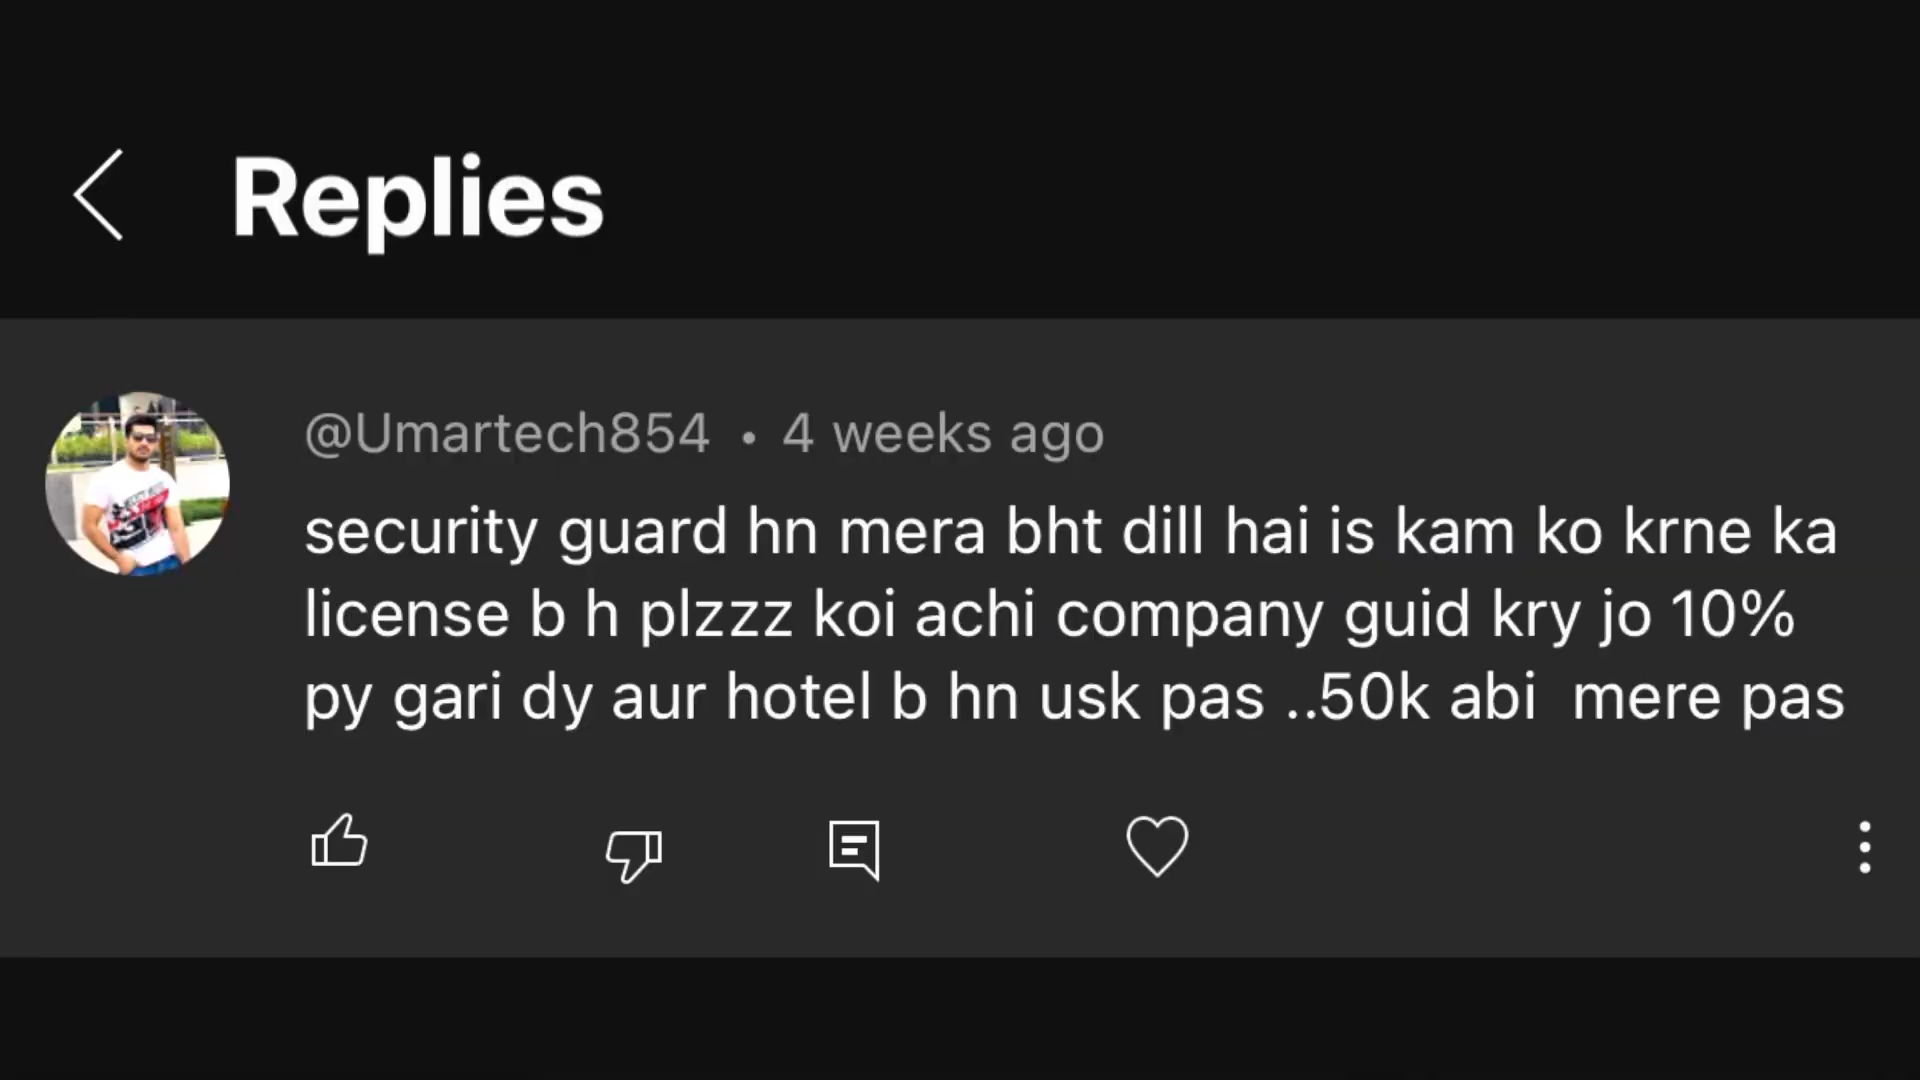 Replies
@Umartech854 • 4 weeks ago
security guard hn mera bht dill hai is kam ko krne ka
license b h plzzz koi achi company guid kry jo 10%
py gari dy aur hotel b hn usk pas ..50k abi  mere pas